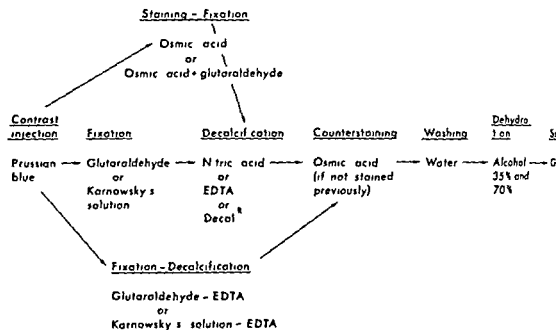 Staining - Fixation
Osmic acid
or
Osmic acid + glutaraldehyde
Contrast
injection
Prussian
blue
Fixation
Glutaraldehyde
or
Karnowsky s
solution
Decalcification
N tric acid
or
EDTA
or
Decal R
Counterstaining
Osmic acid
(if not stained
previously)
Washing
Water
Dehydra
t on
Alcohol
35% and
70%
Fixation - Decalcification
Glutaraldehyde - EDTA
or
Karnowsky s solution - EDTA